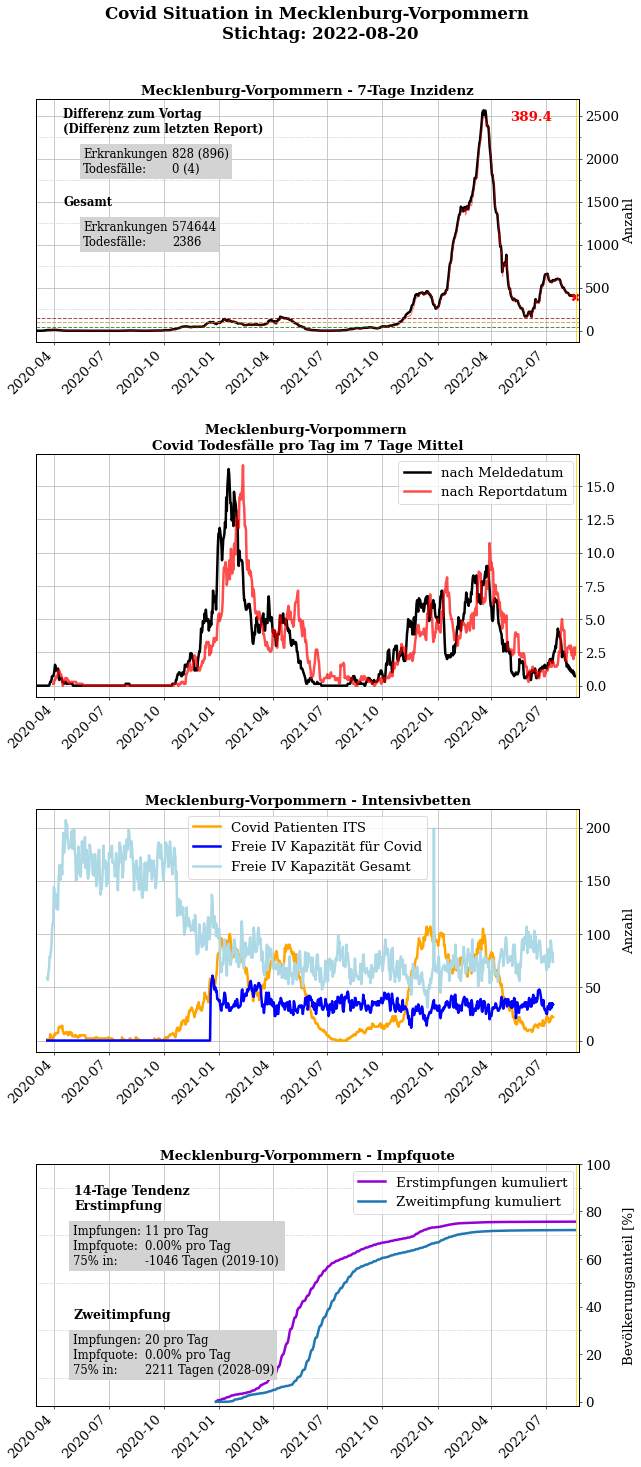 Covid Situation in Mecklenburg-Vorpommern
Stichtag: 2022-08-20
Mecklenburg-Vorpommern - 7-Tage Inzidenz
Differenz zum Vortag
(Differenz zum letzten Report)
Erkrankungen 828 (896)
Todesfälle: 0 (4)
Gesamt
Erkrankungen 574644
Todesfälle: 2386
389.4
2500
2000
1500
1000
500
0
Anzahl
2020-04
2020-07
2020-10
2021-01
2021-04
2021-07
2021-10
2022-01
2022-04
2022-07
Mecklenburg-Vorpommern
Covid Todesfälle pro Tag im 7 Tage Mittel
nach Meldedatum
nach Reportdatum
15.0
12.5
10.0
7.5
5.0
2.5
0.0
2020-04
2020-07
2020-10
2021-01
2021-04
2021-07
2021-10
2022-01
2022-04
2022-07
Mecklenburg-Vorpommern - Intensivbetten
Covid Patienten ITS
Freie IV Kapazität für Covid
Freie IV Kapazität Gesamt
200
150
100
50
0
Anzahl
2020-04
2020-07
2020-10
2021-01
2021-04
2021-07
2021-10
2022-01
2022-04
2022-07
Mecklenburg-Vorpommern - Impfquote
14-Tage Tendenz
Erstimpfung
Impfungen: 11 pro Tag
Impfquote: 0.00% pro Tag
75% in: -1046 Tagen (2019-10)
Zweitimpfung
Impfungen: 20 pro Tag
Impfquote: 0.00% pro Tag
75% in: 2211 Tagen (2028-09)
Erstimpfungen kumuliert
Zweitimpfung kumuliert
100
80
60
40
20
0
Bevölkerungsanteil [%]
2020-04
2020-07
2020-10
2021-01
2021-04
2021-07
2021-10
2022-01
2022-04
2022-07